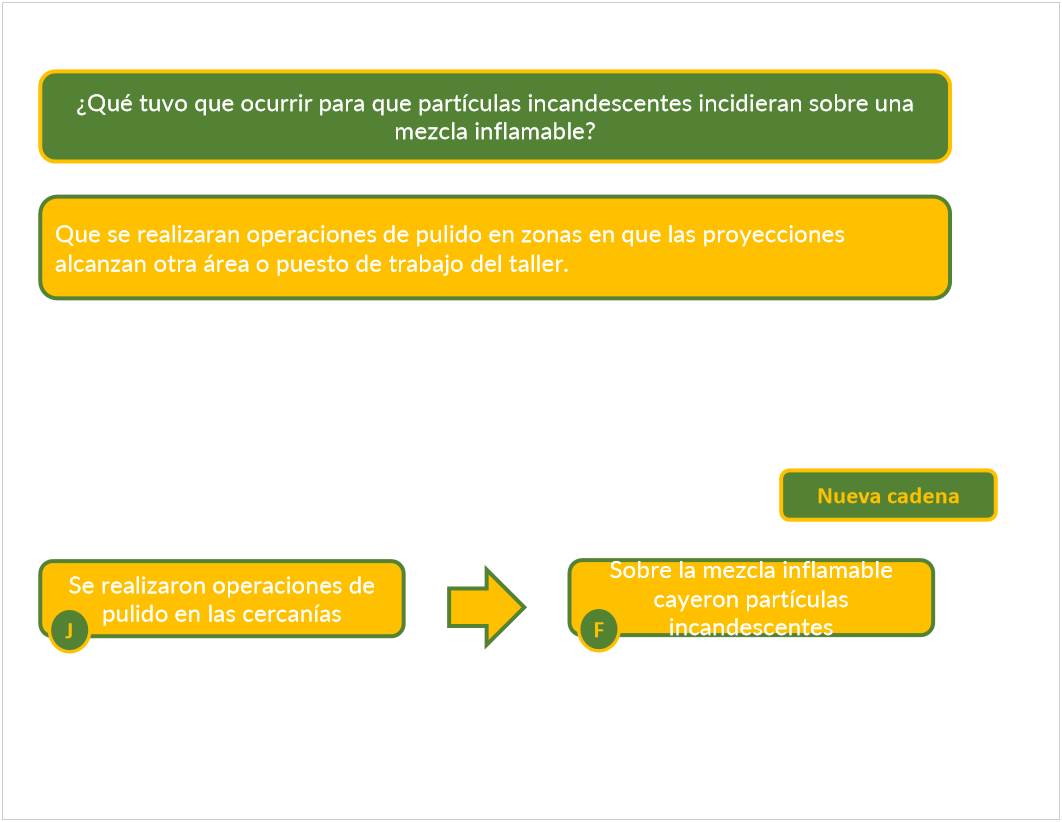 ¿Qué tuvo que ocurrir para que partículas incandescentes incidieran sobre una
mezcla inflamable?
Que se realizaran operaciones de pulido en zonas en que las proyecciones
alcanzan otra área o puesto de trabajo del taller.
Nueva cadena
Se realizaron operaciones de
pulido en las cercanías
J
Sobre la mezcla inflamable
cayeron partículas
incandescentes
F